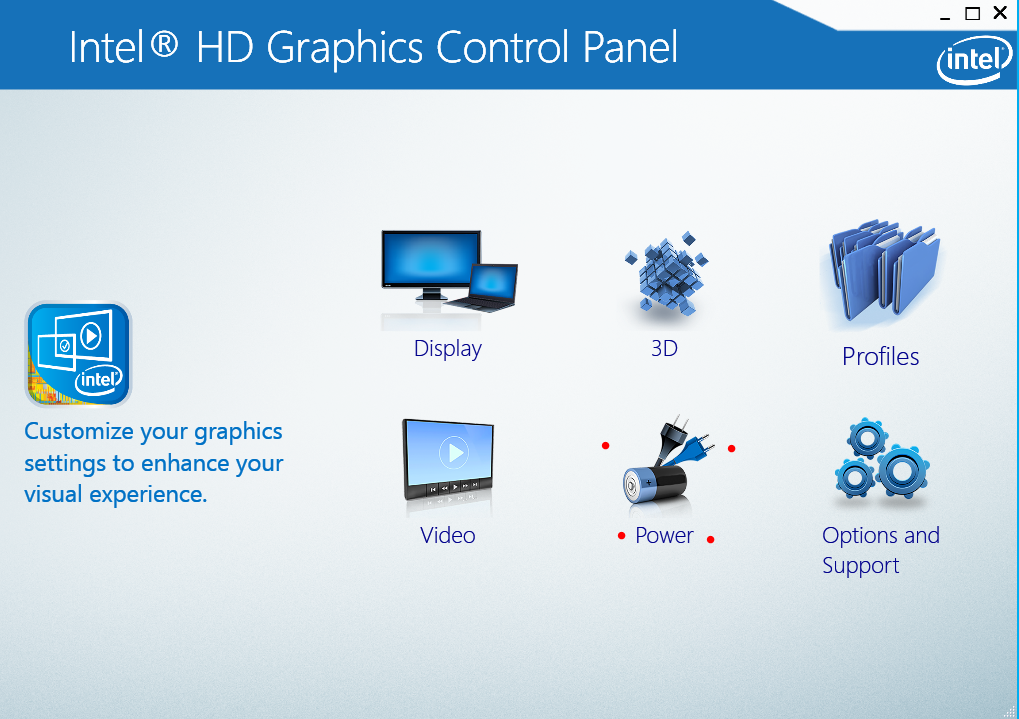 Intel® HD Graphics Control Panel
intel
Display
3D
Profiles
intel
Customize your graphics
settings to enhance your
visual experience.
Video
Power
Options and
Support